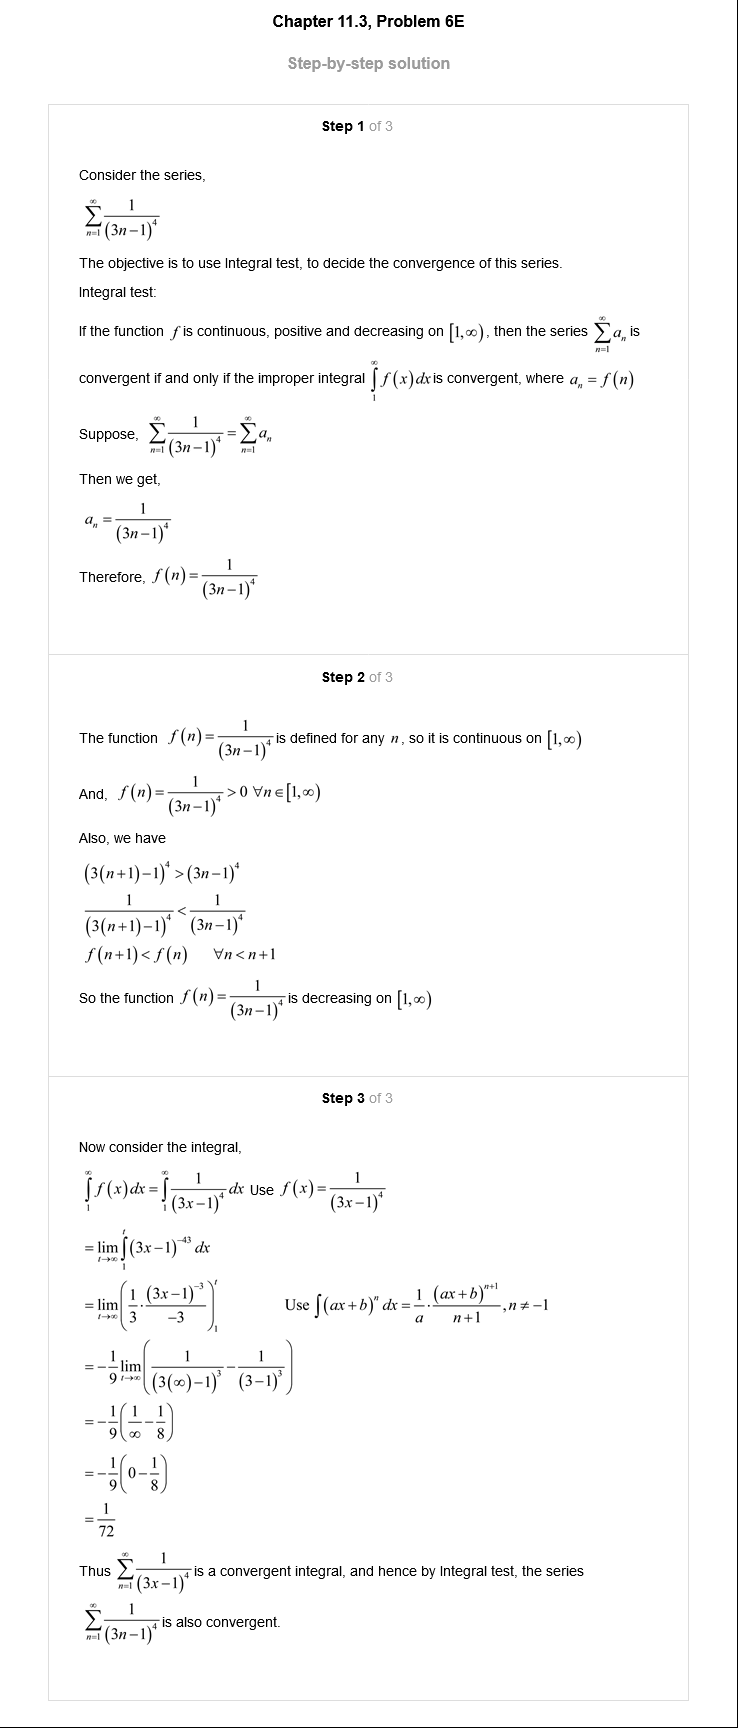 Chapter 11.3, Problem 6E
Step-by-step solution
Step 1 of 3
Consider the series,
$\sum_{n=1}^{\infty} \frac{1}{(3n-1)^4}$
The objective is to use Integral test, to decide the convergence of this series.
Integral test:
If the function $f$ is continuous, positive and decreasing on $[1,\infty)$, then the series $\sum_{n=1}^{\infty} a_n$ is
convergent if and only if the improper integral $\int_1^{\infty} f(x)dx$ is convergent, where $a_n = f(n)$
Suppose, $\sum_{n=1}^{\infty} \frac{1}{(3n-1)^4} = \sum_{n=1}^{\infty} a_n$
Then we get,
$a_n = \frac{1}{(3n-1)^4}$
Therefore, $f(n) = \frac{1}{(3n-1)^4}$
Step 2 of 3
The function $f(n) = \frac{1}{(3n-1)^4}$ is defined for any $n$, so it is continuous on $[1,\infty)$
And, $f(n) = \frac{1}{(3n-1)^4} > 0 \ \forall n \in [1,\infty)$
Also, we have
$(3(n+1)-1)^4 > (3n-1)^4$
$\frac{1}{(3(n+1)-1)^4} < \frac{1}{(3n-1)^4}$
$f(n+1) < f(n) \quad \forall n < n+1$
So the function $f(n) = \frac{1}{(3n-1)^4}$ is decreasing on $[1,\infty)$
Step 3 of 3
Now consider the integral,
$\int_1^{\infty} f(x)dx = \int_1^{\infty} \frac{1}{(3x-1)^4} dx$ Use $f(x) = \frac{1}{(3x-1)^4}$
$= \lim_{t\to\infty} \int_1^t (3x-1)^{-43} dx$
$= \lim_{t\to\infty} \left( \frac{1}{3} \cdot \frac{(3x-1)^{-3}}{-3} \right)_1^t$ Use $\int (ax+b)^n dx = \frac{1}{a} \cdot \frac{(ax+b)^{n+1}}{n+1}, n \neq -1$
$= -\frac{1}{9} \lim_{t\to\infty} \left( \frac{1}{(3(\infty)-1)^3} - \frac{1}{(3-1)^3} \right)$
$= -\frac{1}{9} \left( \frac{1}{\infty} - \frac{1}{8} \right)$
$= -\frac{1}{9} \left( 0 - \frac{1}{8} \right)$
$= \frac{1}{72}$
Thus $\sum_{n=1}^{\infty} \frac{1}{(3x-1)^4}$ is a convergent integral, and hence by Integral test, the series
$\sum_{n=1}^{\infty} \frac{1}{(3n-1)^4}$ is also convergent.